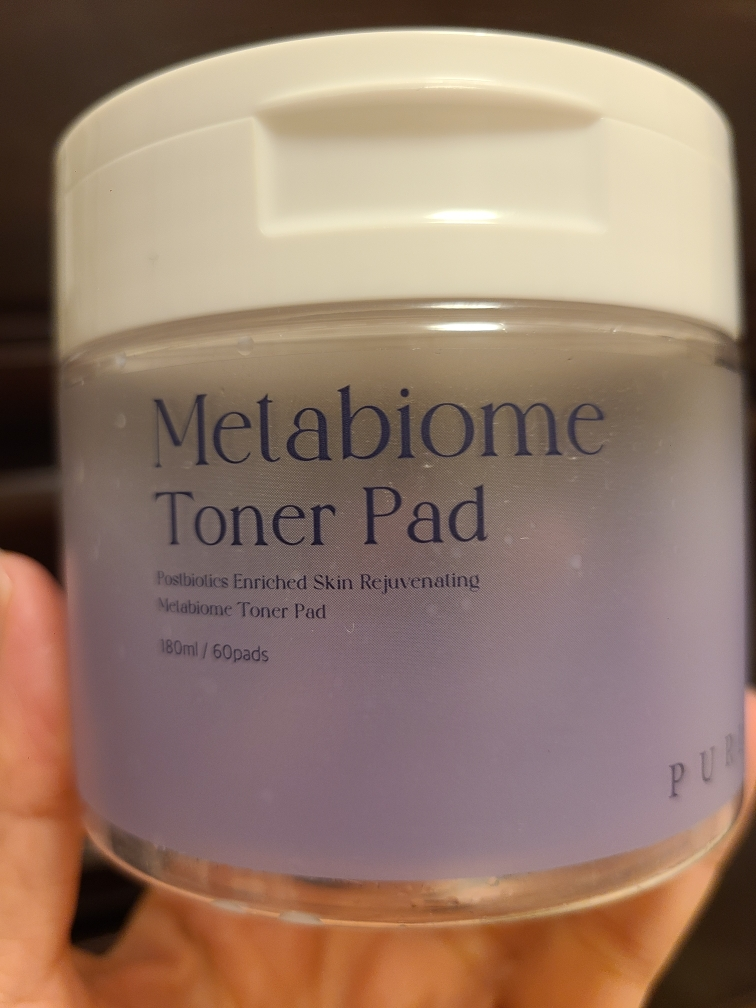 Metabiome
Toner Pad
Postbiotics Enriched Skin Rejuvenating
Metabiome Toner Pad
180ml / 60pads